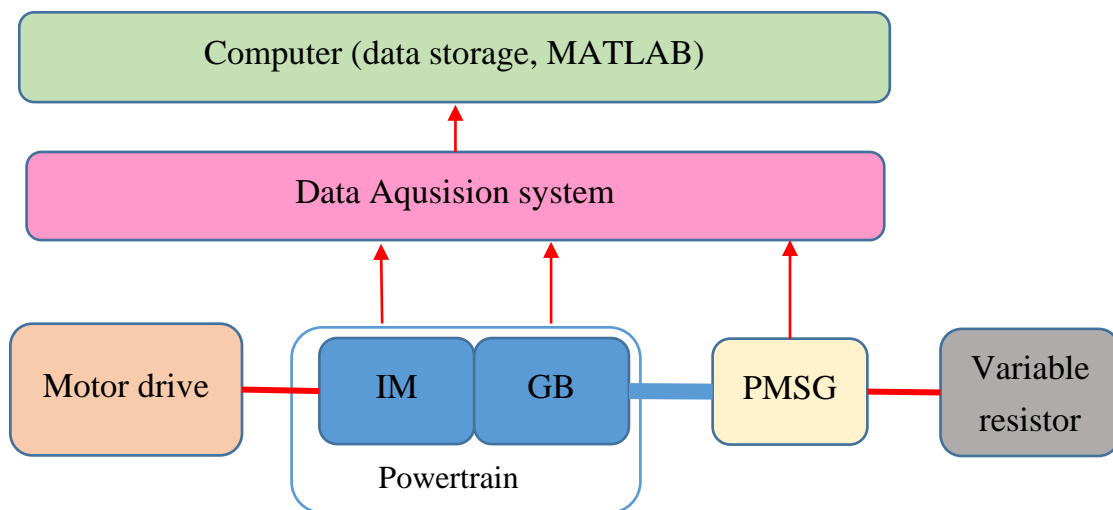 Computer (data storage, MATLAB)
Data Aqusision system
Motor drive
IM
GB
PMSG
Variable
resistor
Powertrain